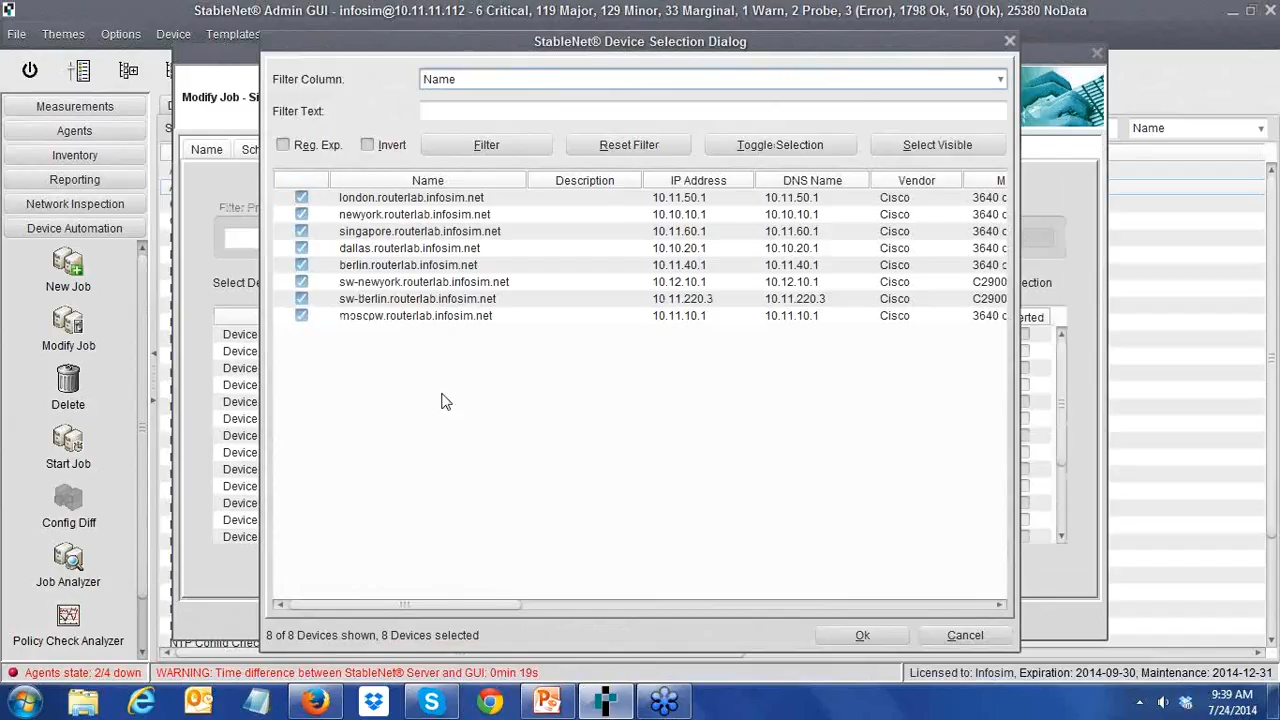 StableNet® Admin GUI - infosim@10.11.11.112 - 6 Critical, 119 Major, 129 Minor, 33 Marginal, 1 Warn, 2 Probe, 3 (Error), 1798 Ok, 150 (Ok), 25380 NoData
File Themes Options Device Templates
StableNet® Device Selection Dialog
Filter Column: Name
Modify Job - Si
Filter Text:
Measurements
Agents
Inventory
Reporting
Network Inspection
Device Automation
New Job
Modify Job
Delete
Start Job
Config Diff
Job Analyzer
Policy Check Analyzer
Name
Name Sch
Reg. Exp. Invert Filter Reset Filter Toggle Selection Select Visible
Name Description IP Address DNS Name Vendor M
london.routerlab.infosim.net 10.11.50.1 10.11.50.1 Cisco 3640 c
newyork.routerlab.infosim.net 10.10.10.1 10.10.10.1 Cisco 3640 c
singapore.routerlab.infosim.net 10.11.60.1 10.11.60.1 Cisco 3640 c
dallas.routerlab.infosim.net 10.10.20.1 10.10.20.1 Cisco 3640 c
berlin.routerlab.infosim.net 10.11.40.1 10.11.40.1 Cisco 3640 c
sw-newyork.routerlab.infosim.net 10.12.10.1 10.12.10.1 Cisco C2900
sw-berlin.routerlab.infosim.net 10.11.220.3 10.11.220.3 Cisco C2900
moscow.routerlab.infosim.net 10.11.10.1 10.11.10.1 Cisco 3640 c
Filter Pr
Select De
ection
erted
Device
Device
Device
Device
Device
Device
Device
Device
Device
Device
Device
Device
Device
8 of 8 Devices shown, 8 Devices selected Ok Cancel
NTP Config Chec
Agents state: 2/4 down WARNING: Time difference between StableNet® Server and GUI: 0min 19s Licensed to: Infosim, Expiration: 2014-09-30, Maintenance: 2014-12-31
9:39 AM
7/24/2014